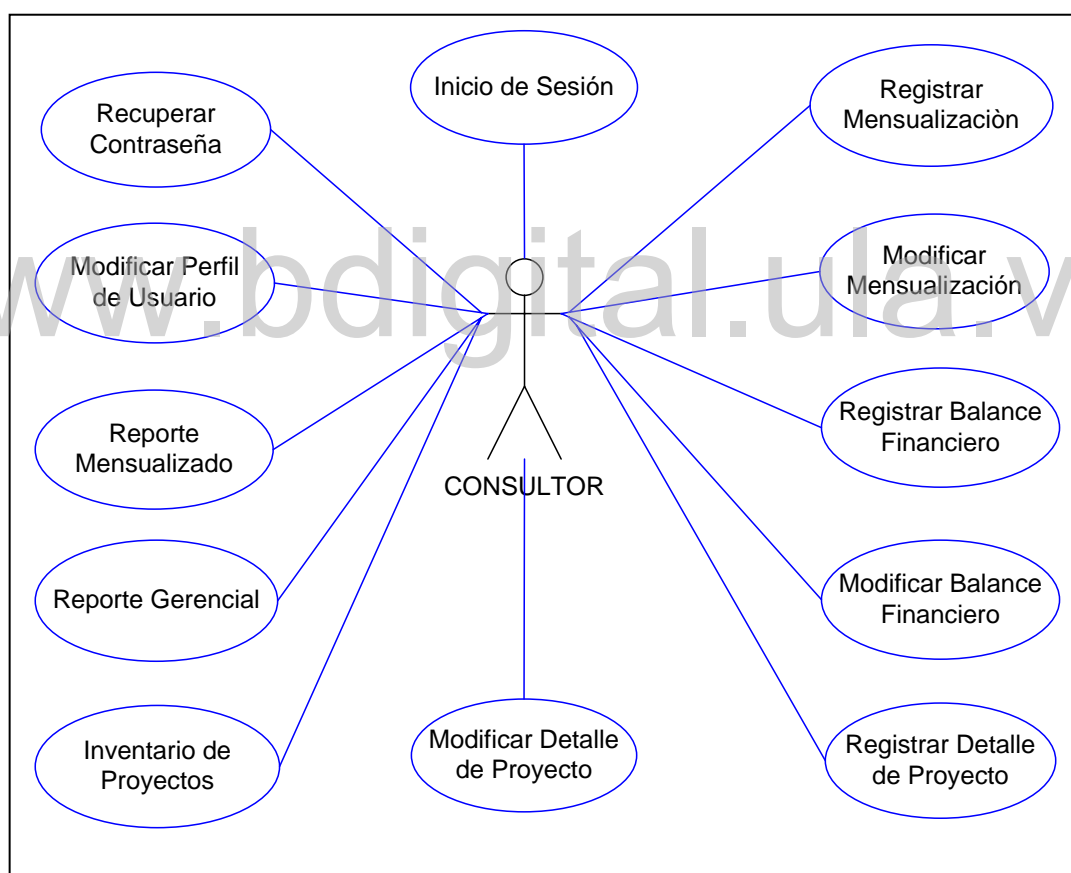 Inicio de Sesión
Recuperar
Contraseña
Registrar
Mensualizaciòn
Modificar Perfil
de Usuario
Modificar
Mensualización
www.bdigital.ula.v
Reporte
Mensualizado
Registrar Balance
Financiero
CONSULTOR
Reporte Gerencial
Modificar Balance
Financiero
Inventario de
Proyectos
Modificar Detalle
de Proyecto
Registrar Detalle
de Proyecto